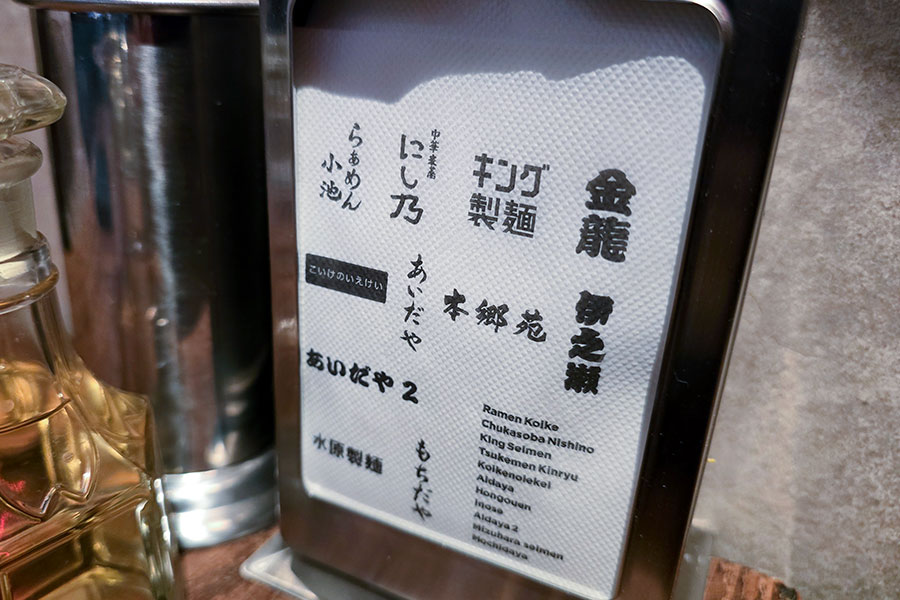 らぁめん
小池
中華蕎麦
にし乃
キング
製麺
金龍
こいけのいえけい
あいだや
本郷苑
伊之瀬
あいだや 2
水原製麺
もちだや
Ramen Koike
Chukasoba Nishino
King Seimen
Tsukemen Kinryu
Koikenoiekei
Aidaya
Hongouen
Inose
Aidaya 2
Mizuhara seimen
Mochidaya